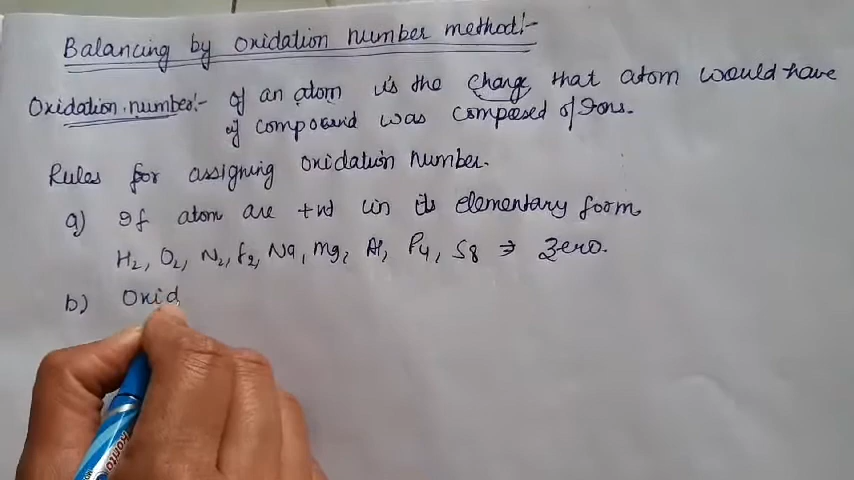 Balancing by oxidation number method:-
Oxidation number:- of an atom is the change that atom would have
if compound was composed of Ions.
Rules for assigning oxidation number.
a) If atom are +nt in its elementary form
H2, O2, N2, F2, Na, Mg, Al, P4, S8 ⇒ Zero.
b) Oxid